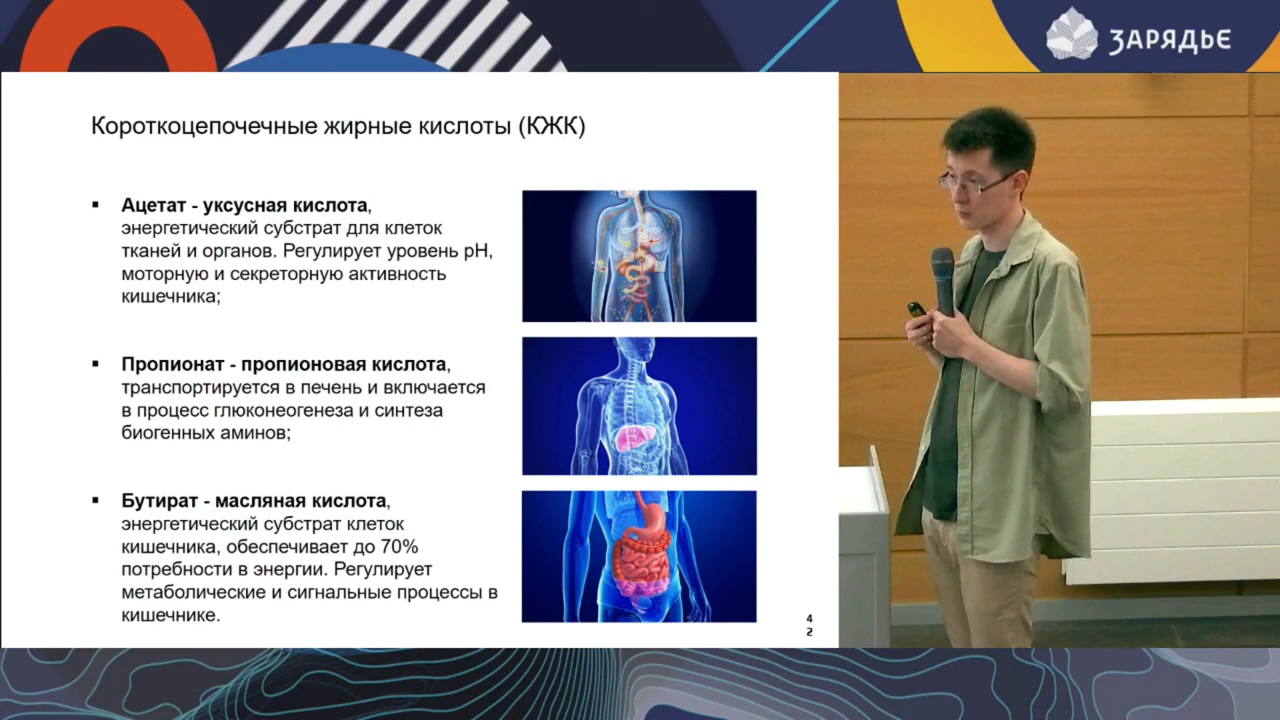 ЗАРЯДЬЕ
Короткоцепочечные жирные кислоты (КЖК)
▪ Ацетат - уксусная кислота,
энергетический субстрат для клеток
тканей и органов. Регулирует уровень pH,
моторную и секреторную активность
кишечника;
▪ Пропионат - пропионовая кислота,
транспортируется в печень и включается
в процесс глюконеогенеза и синтеза
биогенных аминов;
▪ Бутират - масляная кислота,
энергетический субстрат клеток
кишечника, обеспечивает до 70%
потребности в энергии. Регулирует
метаболические и сигнальные процессы в
кишечнике.
4
2